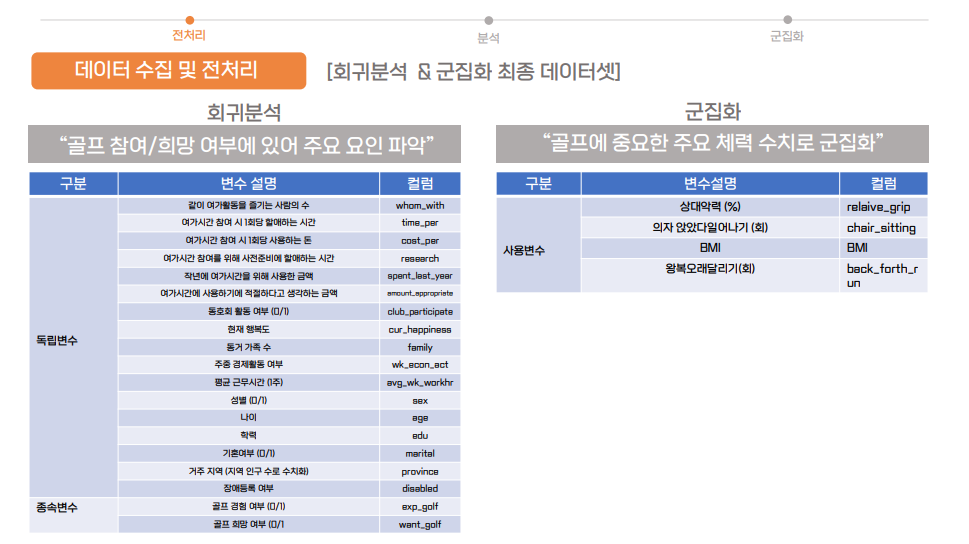 전처리
분석
군집화
데이터 수집 및 전처리
[회귀분석 & 군집화 최종 데이터셋]
회귀분석
“골프 참여/희망 여부에 있어 주요 요인 파악”
구분 변수 설명 컬럼
독립변수
같이 여가활동을 즐기는 사람의 수 whom_with
여가시간 참여 시 1회당 할애하는 시간 time_per
여가시간 참여 시 1회당 사용하는 돈 cost_per
여가시간 참여를 위해 사전준비에 할애하는 시간 research
작년에 여가시간을 위해 사용한 금액 spent_last_year
여가시간에 사용하기에 적절하다고 생각하는 금액 amount_appropriate
동호회 활동 여부 (0/1) club_participate
현재 행복도 cur_happiness
동거 가족 수 family
주중 경제활동 여부 wk_econ_act
평균 근무시간 (1주) avg_wk_workhr
성별 (0/1) sex
나이 age
학력 edu
기혼여부 (0/1) marital
거주 지역 (지역 인구 수로 수치화) province
장애등록 여부 disabled
종속변수
골프 경험 여부 (0/1) exp_golf
골프 희망 여부 (0/1 want_golf
군집화
“골프에 중요한 주요 체력 수치로 군집화”
구분 변수설명 컬럼
사용변수
상대악력 (%) relaive_grip
의자 앉았다일어나기 (회) chair_sitting
BMI BMI
왕복오래달리기(회) back_forth_r
un